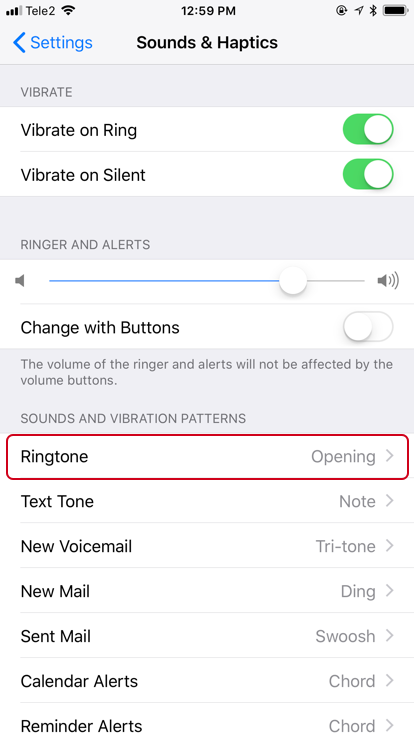 Tele2 12:59 PM
Settings Sounds & Haptics
VIBRATE
Vibrate on Ring
Vibrate on Silent
RINGER AND ALERTS
Change with Buttons
The volume of the ringer and alerts will not be affected by the
volume buttons.
SOUNDS AND VIBRATION PATTERNS
Ringtone Opening
Text Tone Note
New Voicemail Tri-tone
New Mail Ding
Sent Mail Swoosh
Calendar Alerts Chord
Reminder Alerts Chord